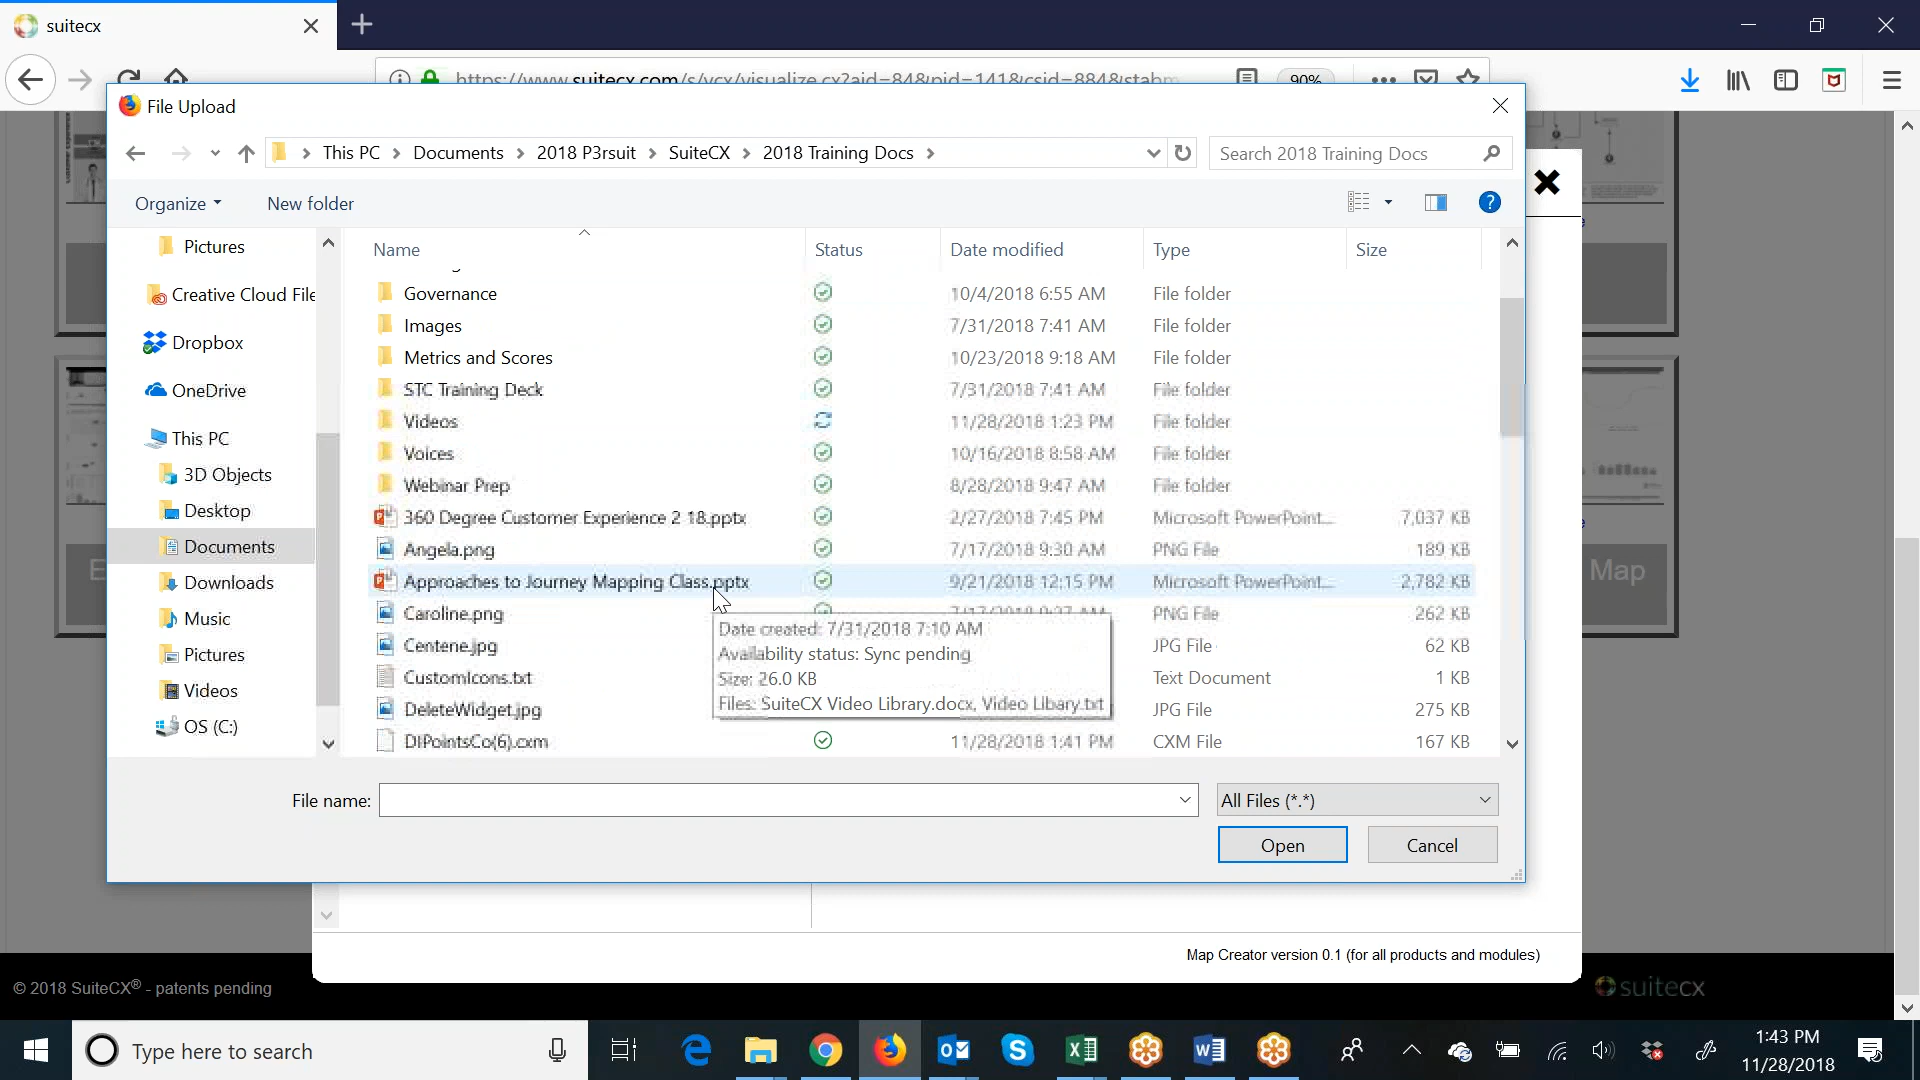 suitecx
https://www.suitecx.com/s/vcx/visualize.cx?aid=848&pid=1418&csid=8848&stabm
90%
File Upload
This PC > Documents > 2018 P3rsuit > SuiteCX > 2018 Training Docs >
Search 2018 Training Docs
Organize
New folder
Name Status Date modified Type Size
Pictures
Creative Cloud File
Dropbox
OneDrive
This PC
3D Objects
Desktop
Documents
Downloads
Music
Pictures
Videos
OS (C:)
Governance 10/4/2018 6:55 AM File folder
Images 7/31/2018 7:41 AM File folder
Metrics and Scores 10/23/2018 9:18 AM File folder
STC Training Deck 7/31/2018 7:41 AM File folder
Videos 11/28/2018 1:23 PM File folder
Voices 10/16/2018 8:58 AM File folder
Webinar Prep 8/28/2018 9:47 AM File folder
360 Degree Customer Experience 2 18.pptx 2/27/2018 7:45 PM Microsoft PowerPoint... 7,037 KB
Angela.png 7/17/2018 9:30 AM PNG File 189 KB
Approaches to Journey Mapping Class.pptx 9/21/2018 12:15 PM Microsoft PowerPoint... 2,782 KB
Caroline.png 7/17/2018 9:37 AM PNG File 262 KB
Centene.jpg JPG File 62 KB
CustomIcons.txt Text Document 1 KB
DeleteWidget.jpg JPG File 275 KB
DIPointsCo(6).cxm 11/28/2018 1:41 PM CXM File 167 KB
Date created: 7/31/2018 7:10 AM
Availability status: Sync pending
Size: 26.0 KB
Files: SuiteCX Video Library.docx, Video Libary.txt
File name:
All Files (*.*)
Open
Cancel
Map
Map Creator version 0.1 (for all products and modules)
© 2018 SuiteCX® - patents pending
suitecx
Type here to search
1:43 PM
11/28/2018